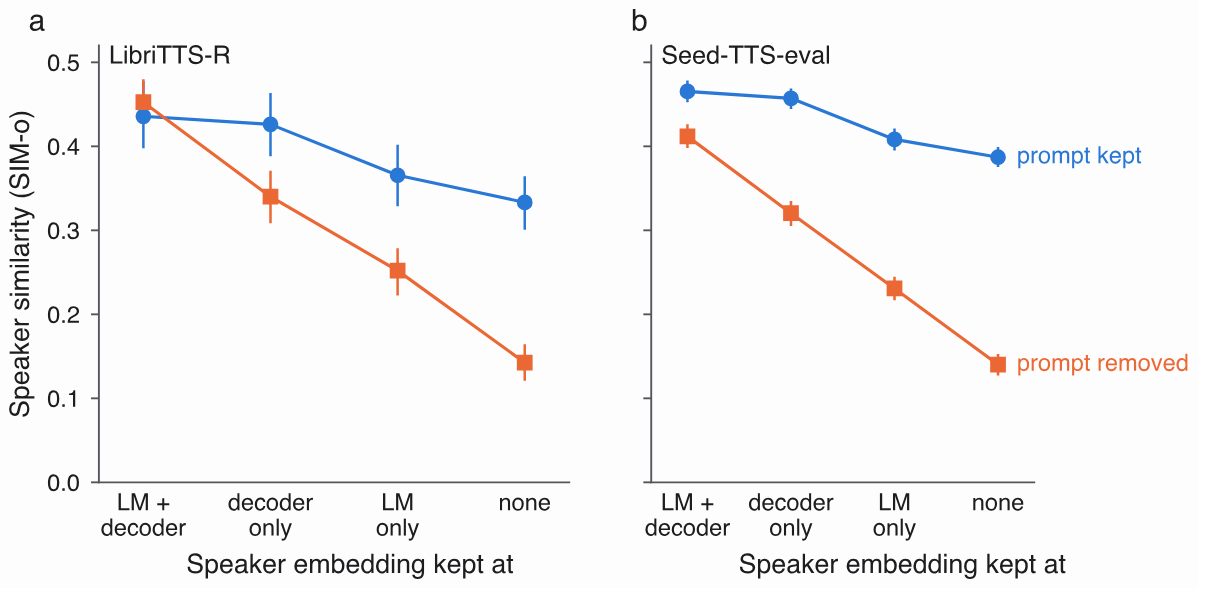 a
LibriTTS-R
Speaker similarity (SIM-o)
0.5
0.4
0.3
0.2
0.1
0.0
LM +
decoder
decoder
only
LM
only
none
Speaker embedding kept at
b
Seed-TTS-eval
prompt kept
prompt removed
LM +
decoder
decoder
only
LM
only
none
Speaker embedding kept at